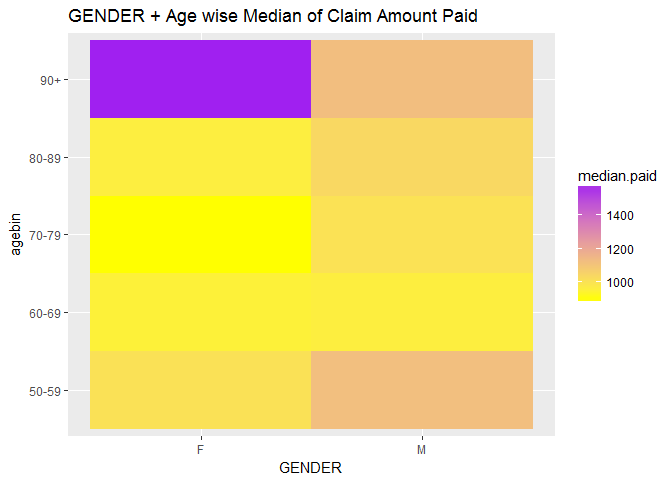 GENDER + Age wise Median of Claim Amount Paid
90+
80-89
70-79
60-69
50-59
agebin
F
M
GENDER
median.paid
1400
1200
1000